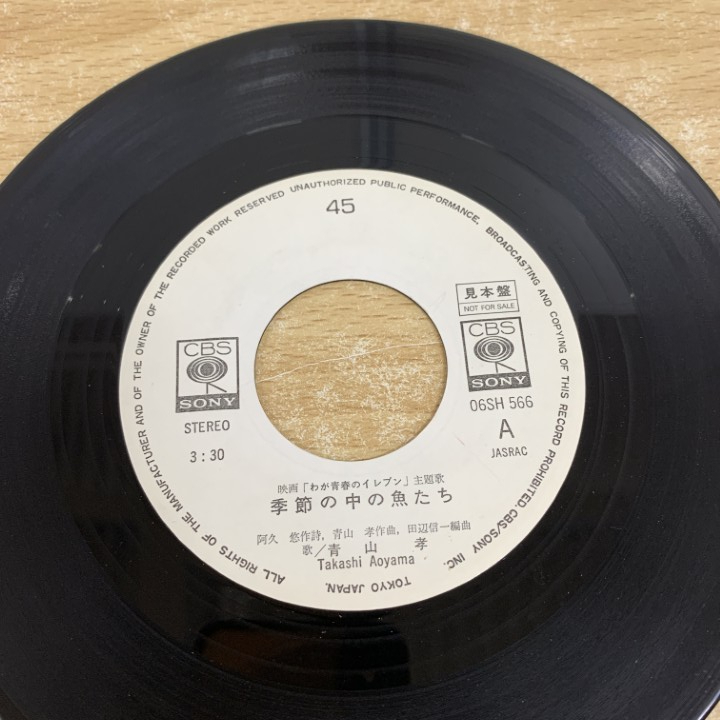 ALL RIGHTS OF THE MANUFACTURER AND OF THE OWNER OF THE RECORDED WORK RESERVED UNAUTHORIZED PUBLIC PERFORMANCE. BROADCASTING AND COPYING OF THIS RECORD PROHIBITED. CBS/SONY INC. TOKYO JAPAN.
45
見本盤
NOT FOR SALE
CBS
SONY
STEREO
3:30
CBS
SONY
06SH 566
A
JASRAC
映画「わが青春のイレブン」主題歌
季節の中の魚たち
阿久 悠作詩, 青山 孝作曲, 田辺信一編曲
歌/青山 孝
Takashi Aoyama